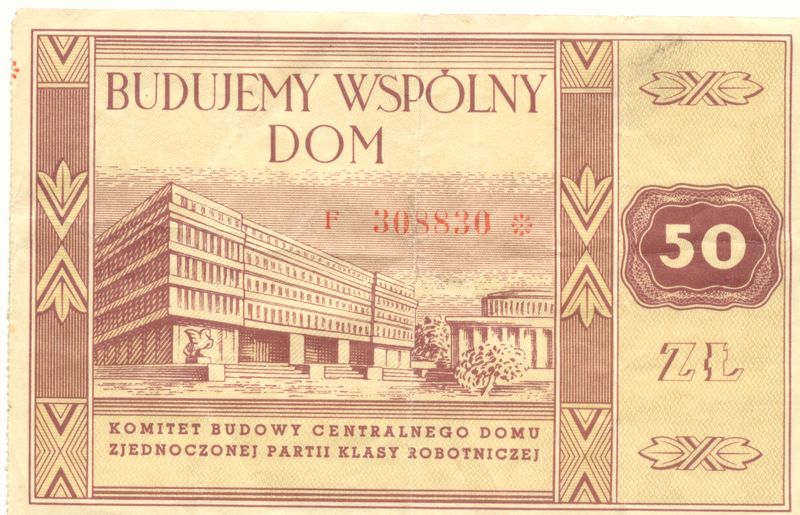 BUDUJEMY WSPÓLNY
DOM
F 308830 *
50
ZŁ
KOMITET BUDOWY CENTRALNEGO DOMU
ZJEDNOCZONEJ PARTII KLASY ROBOTNICZEJ